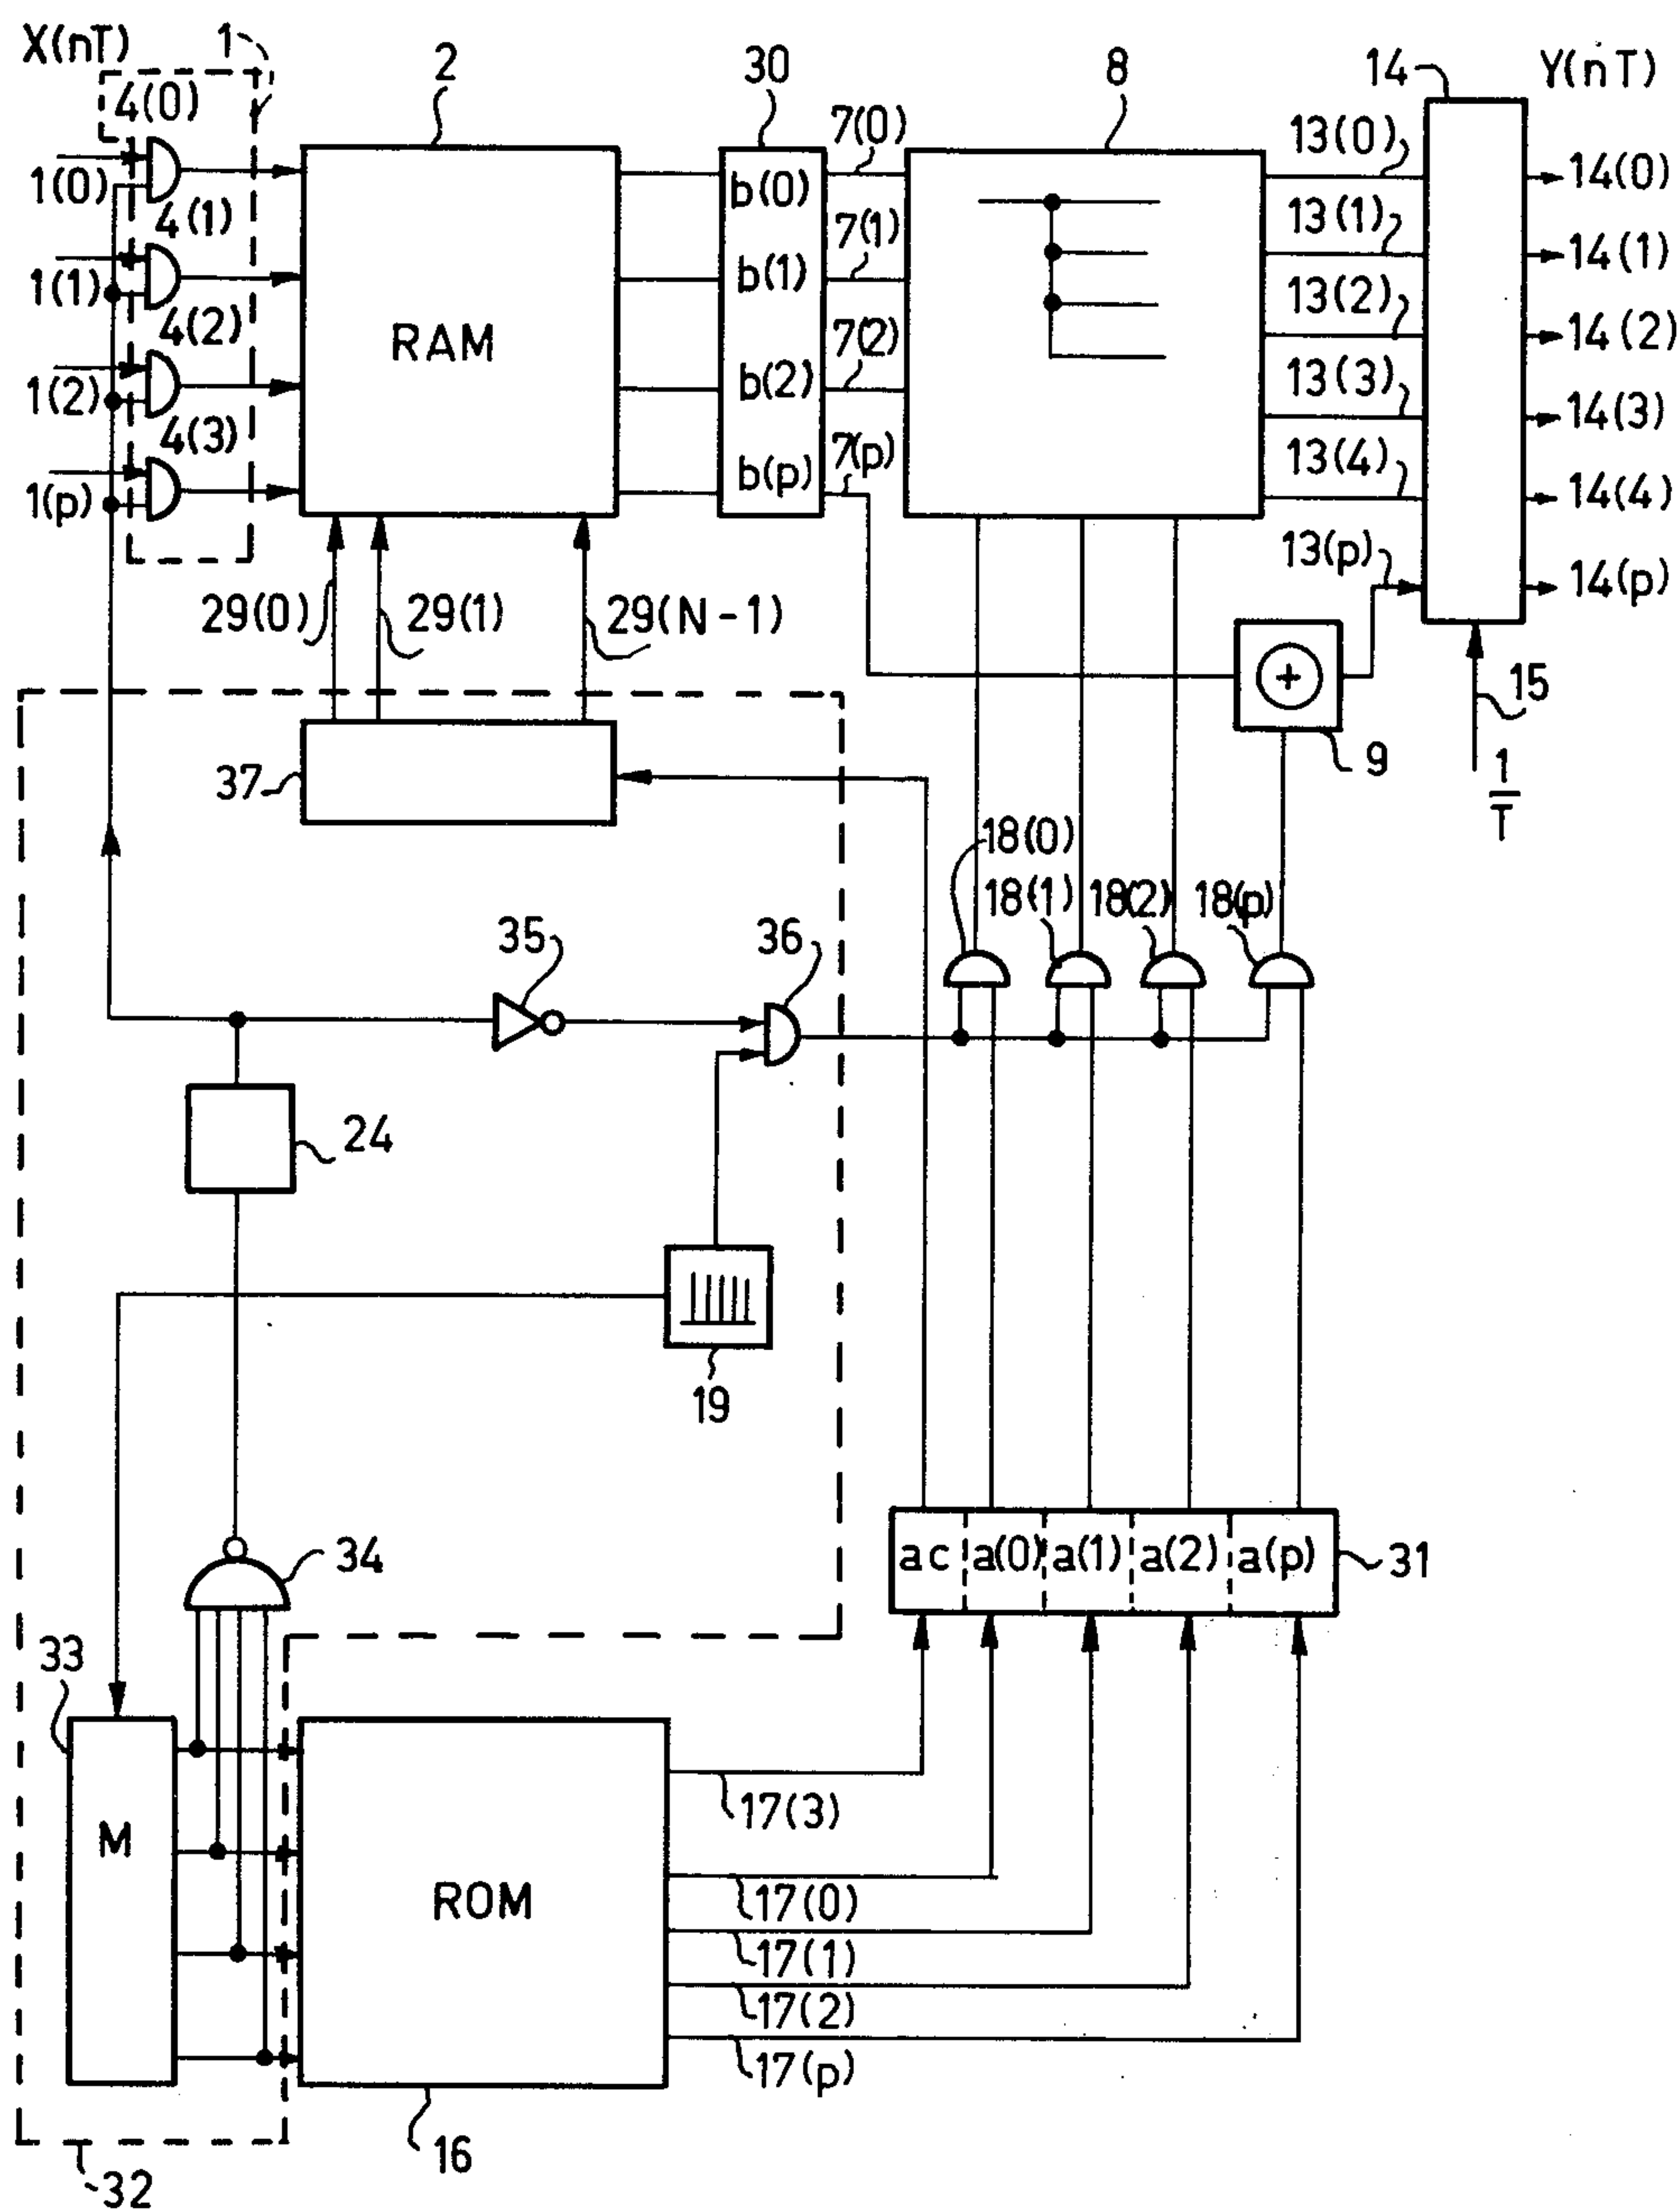 X(nT) 1 2 30 8 14 Y(nT)
4(0) 7(0) 13(0)
1(0) b(0) 14(0)
4(1) 7(1) 13(1)
1(1) b(1) 14(1)
4(2) RAM 7(2) 13(2)
1(2) b(2) 14(2)
4(3) 7(p) 13(3)
1(p) b(p) 14(3)
13(4)
14(4)
13(p)
14(p)
29(0) 29(1) 29(N-1)
+
15
37 9
1
T
18(0)
18(1) 18(2) 18(p)
35 36
24
19
34
ac a(0) a(1) a(2) a(p) 31
33
17(3)
M
ROM
17(0)
17(1)
17(2)
17(p)
16
32